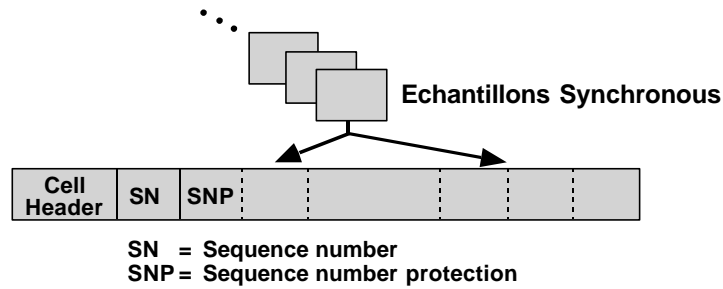 Echantillons Synchronous
Cell
Header
SN
SNP
SN = Sequence number
SNP = Sequence number protection